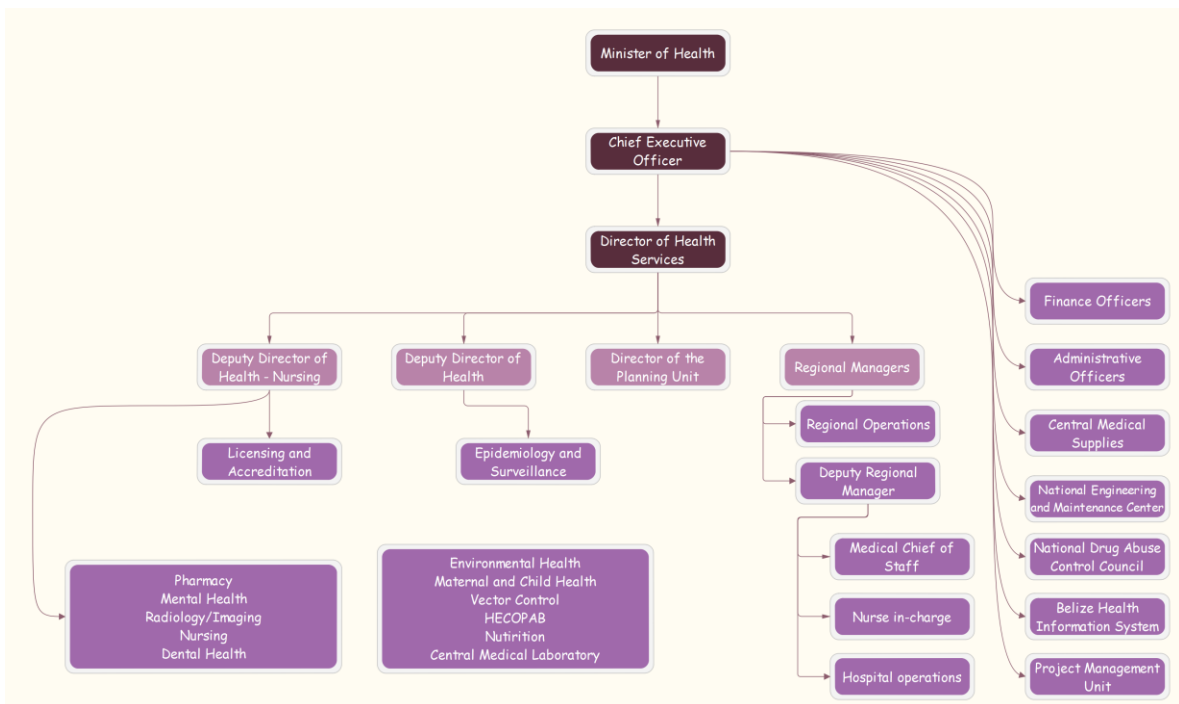 Minister of Health
Chief Executive
Officer
Director of Health
Services
Finance Officers
Deputy Director of
Health - Nursing
Deputy Director of
Health
Director of the
Planning Unit
Regional Managers
Administrative
Officers
Regional Operations
Central Medical
Supplies
Licensing and
Accreditation
Epidemiology and
Surveillance
Deputy Regional
Manager
National Engineering
and Maintenance Center
Medical Chief of
Staff
National Drug Abuse
Control Council
Pharmacy
Mental Health
Radiology/Imaging
Nursing
Dental Health
Environmental Health
Maternal and Child Health
Vector Control
HECOPAB
Nutirition
Central Medical Laboratory
Nurse in-charge
Belize Health
Information System
Hospital operations
Project Management
Unit